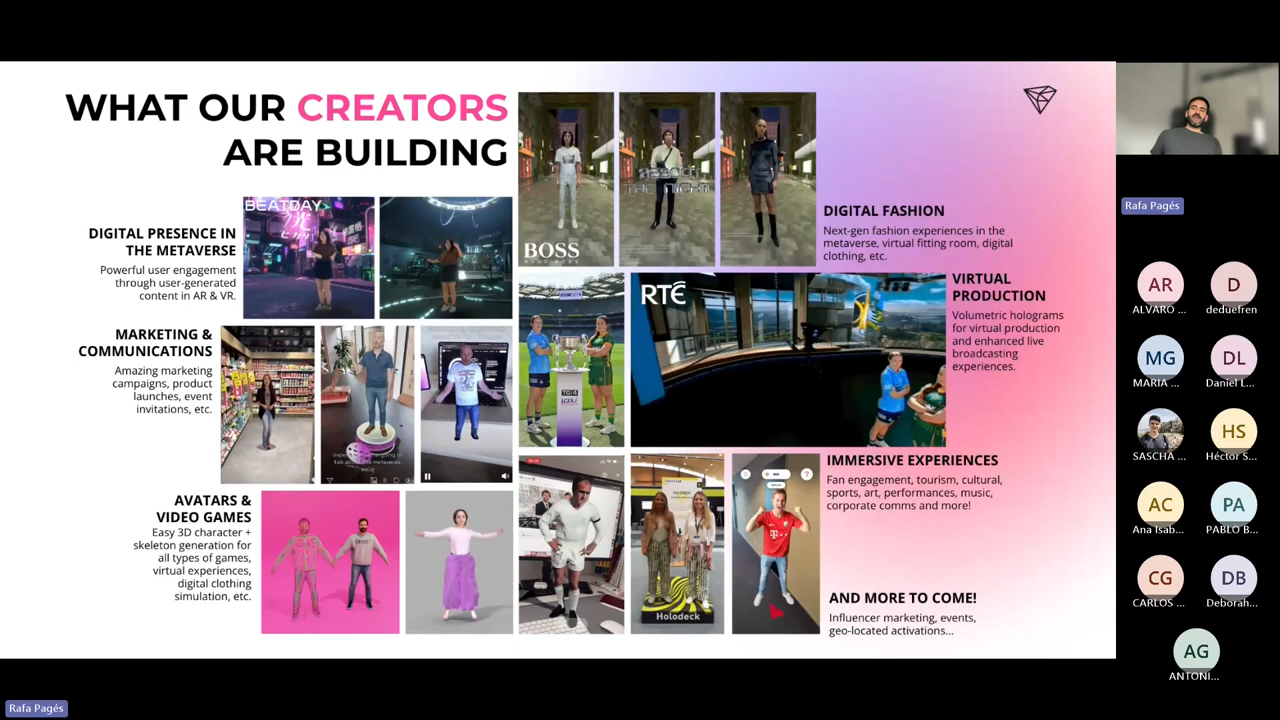 WHAT OUR CREATORS
ARE BUILDING
BEATDAY
DIGITAL PRESENCE IN
THE METAVERSE
Powerful user engagement
through user-generated
content in AR & VR.
MARKETING &
COMMUNICATIONS
Amazing marketing
campaigns, product
launches, event
invitations, etc.
AVATARS &
VIDEO GAMES
Easy 3D character +
skeleton generation for
all types of games,
virtual experiences,
digital clothing
simulation, etc.
BOSS
HUGO BOSS
DIGITAL FASHION
Next-gen fashion experiences in the
metaverse, virtual fitting room, digital
clothing, etc.
RTÉ
TG4
LGFA
VIRTUAL
PRODUCTION
Volumetric holograms
for virtual production
and enhanced live
broadcasting
experiences.
IMMERSIVE EXPERIENCES
Fan engagement, tourism, cultural,
sports, art, performances, music,
corporate comms and more!
HOLODECK
Holodeck
AND MORE TO COME!
Influencer marketing, events,
geo-located activations...
Rafa Pagés
AR
ALVARO ...
D
deduefren
MG
MARIA ...
DL
Daniel L...
SASCHA ...
HS
Héctor S...
AC
Ana Isab...
PA
PABLO B...
CG
CARLOS ...
DB
Deborah...
AG
ANTONI...
Rafa Pagés